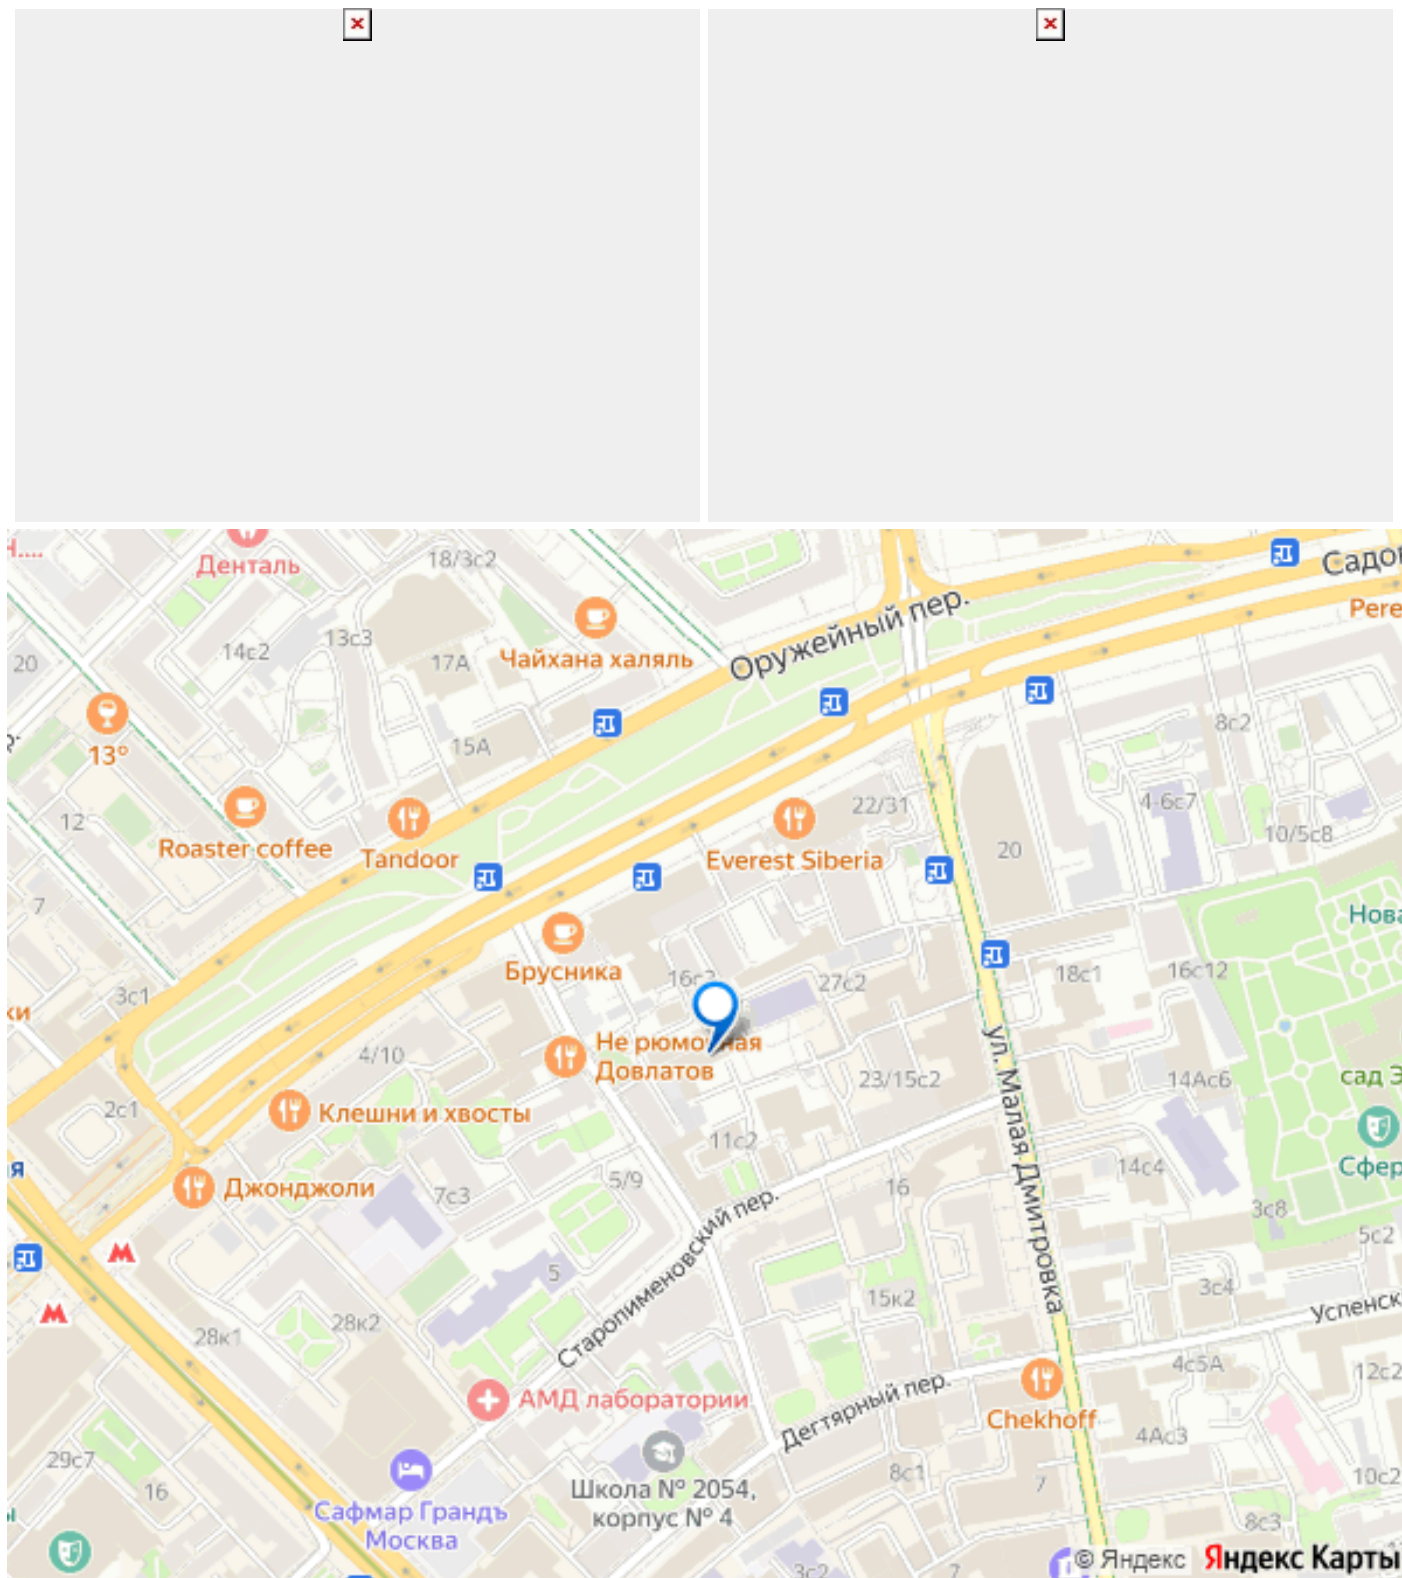 Денталь
18/3с2
Садов
Оружейный пер.
Pere
14с2
13с3
17А
Чайхана халяль
20
13°
15А
8с2
12
4-6с7
10/5с8
Roaster coffee
Tandoor
22/31
Everest Siberia
20
7
Нова
Брусника
3с1
27с2
18с1
16с12
ки
4/10
Не рюмочная
Довлатов
23/15с2
14Ас6
сад Э
2с1
Клешни и хвосты
ул. Малая Дмитровка
11с2
Сфер
ая
Джонджоли
7с3
5/9
16
14с4
3с8
5с2
Старопименовский пер.
5
15к2
3с4
Успенск
28к1
28к2
4с5А
12с2
АМД лаборатории
Дегтярный пер.
Chekhoff
4Ас3
29с7
16
Школа № 2054,
корпус № 4
8с1
7
10с2
Сафмар Грандъ
Москва
8с3
3с2
7
© Яндекс Яндекс Карты